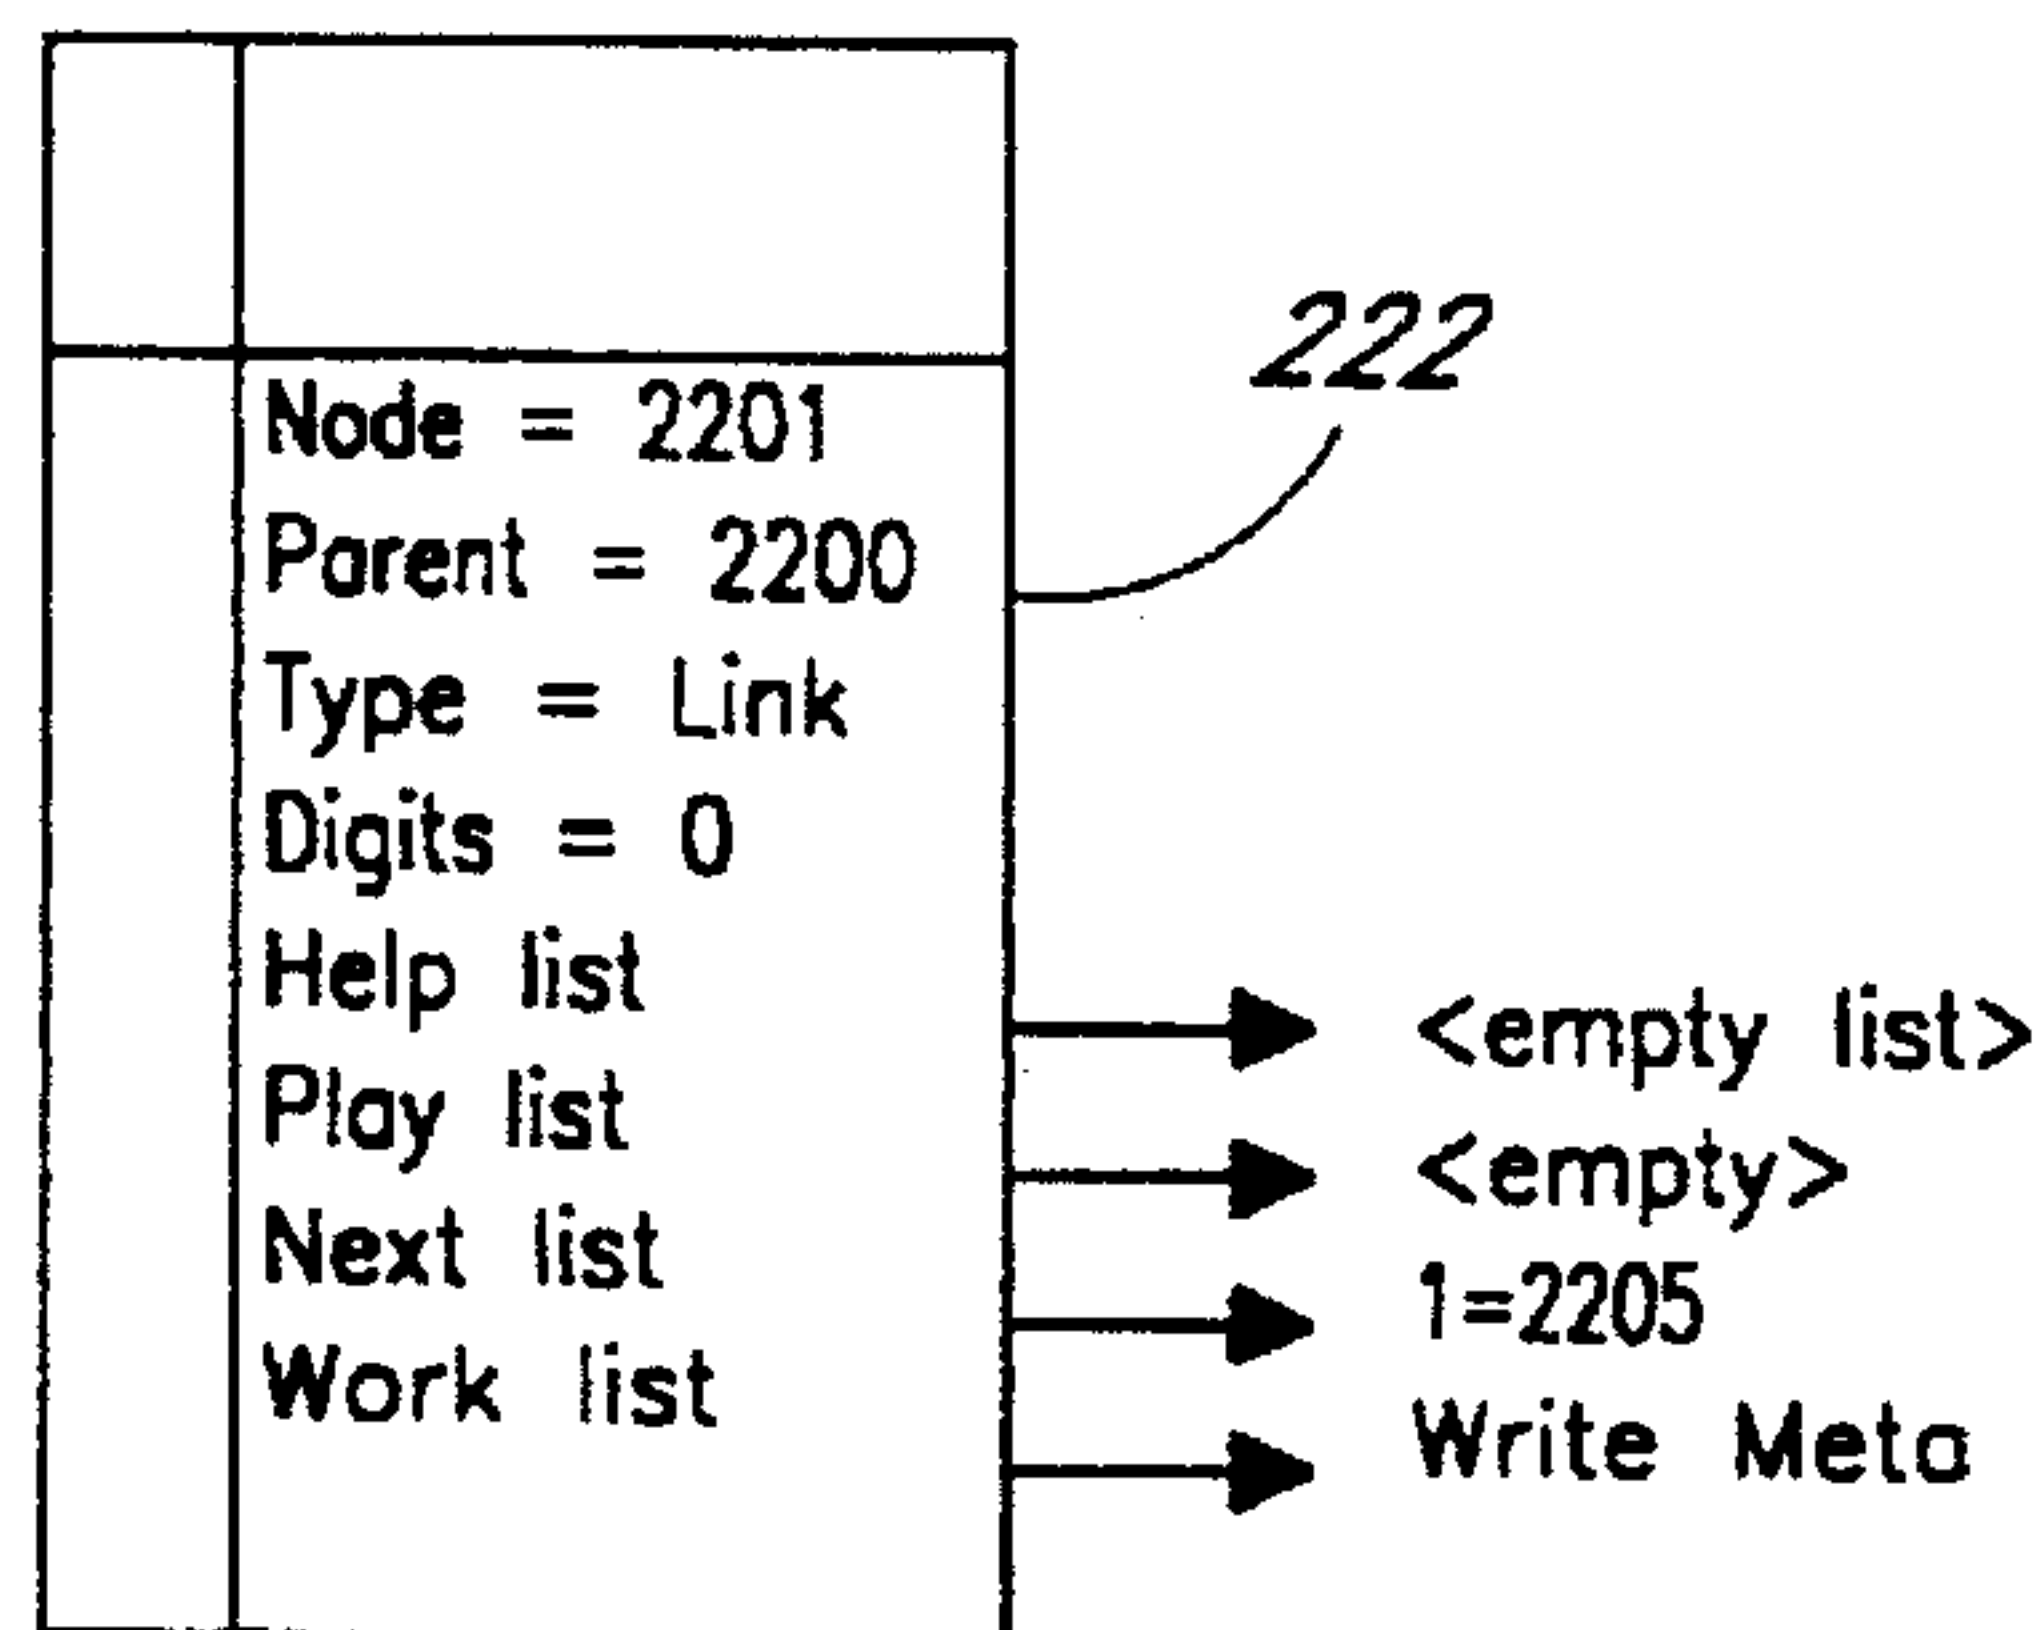 222
Node = 2201
Parent = 2200
Type = Link
Digits = 0
Help list
Play list
Next list
Work list
<empty list>
<empty>
1=2205
Write Meta